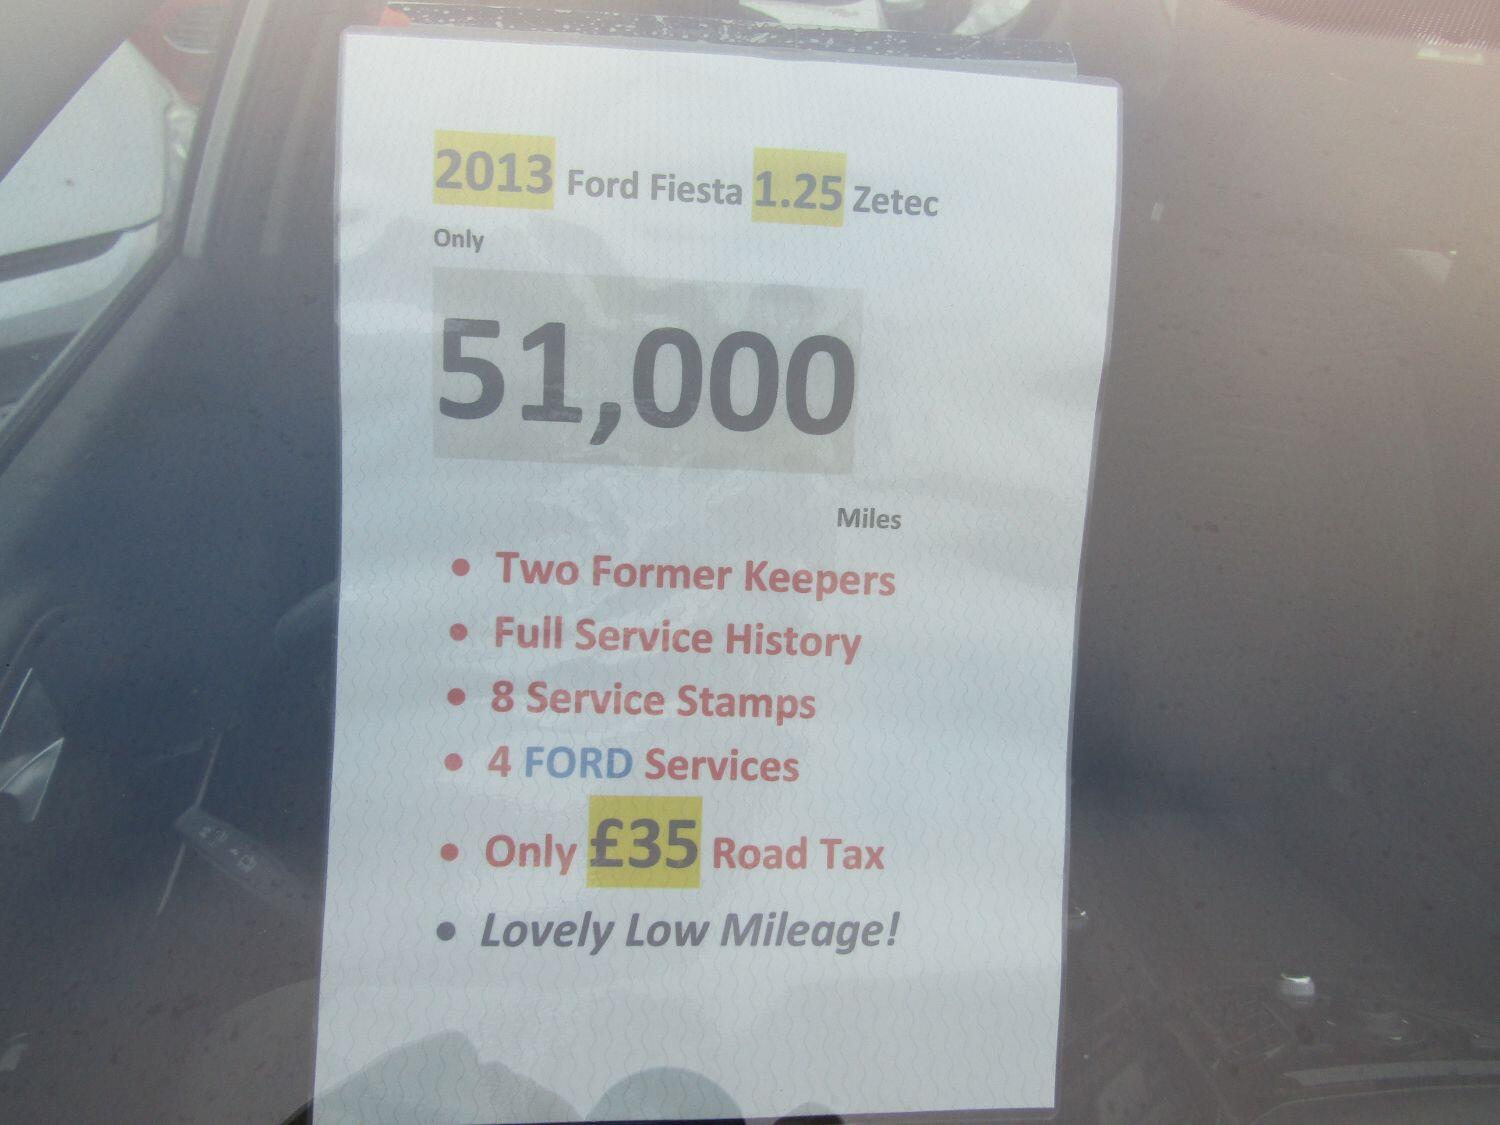 2013 Ford Fiesta 1.25 Zetec
Only
51,000
Miles
• Two Former Keepers
• Full Service History
• 8 Service Stamps
• 4 FORD Services
• Only £35 Road Tax
• Lovely Low Mileage!